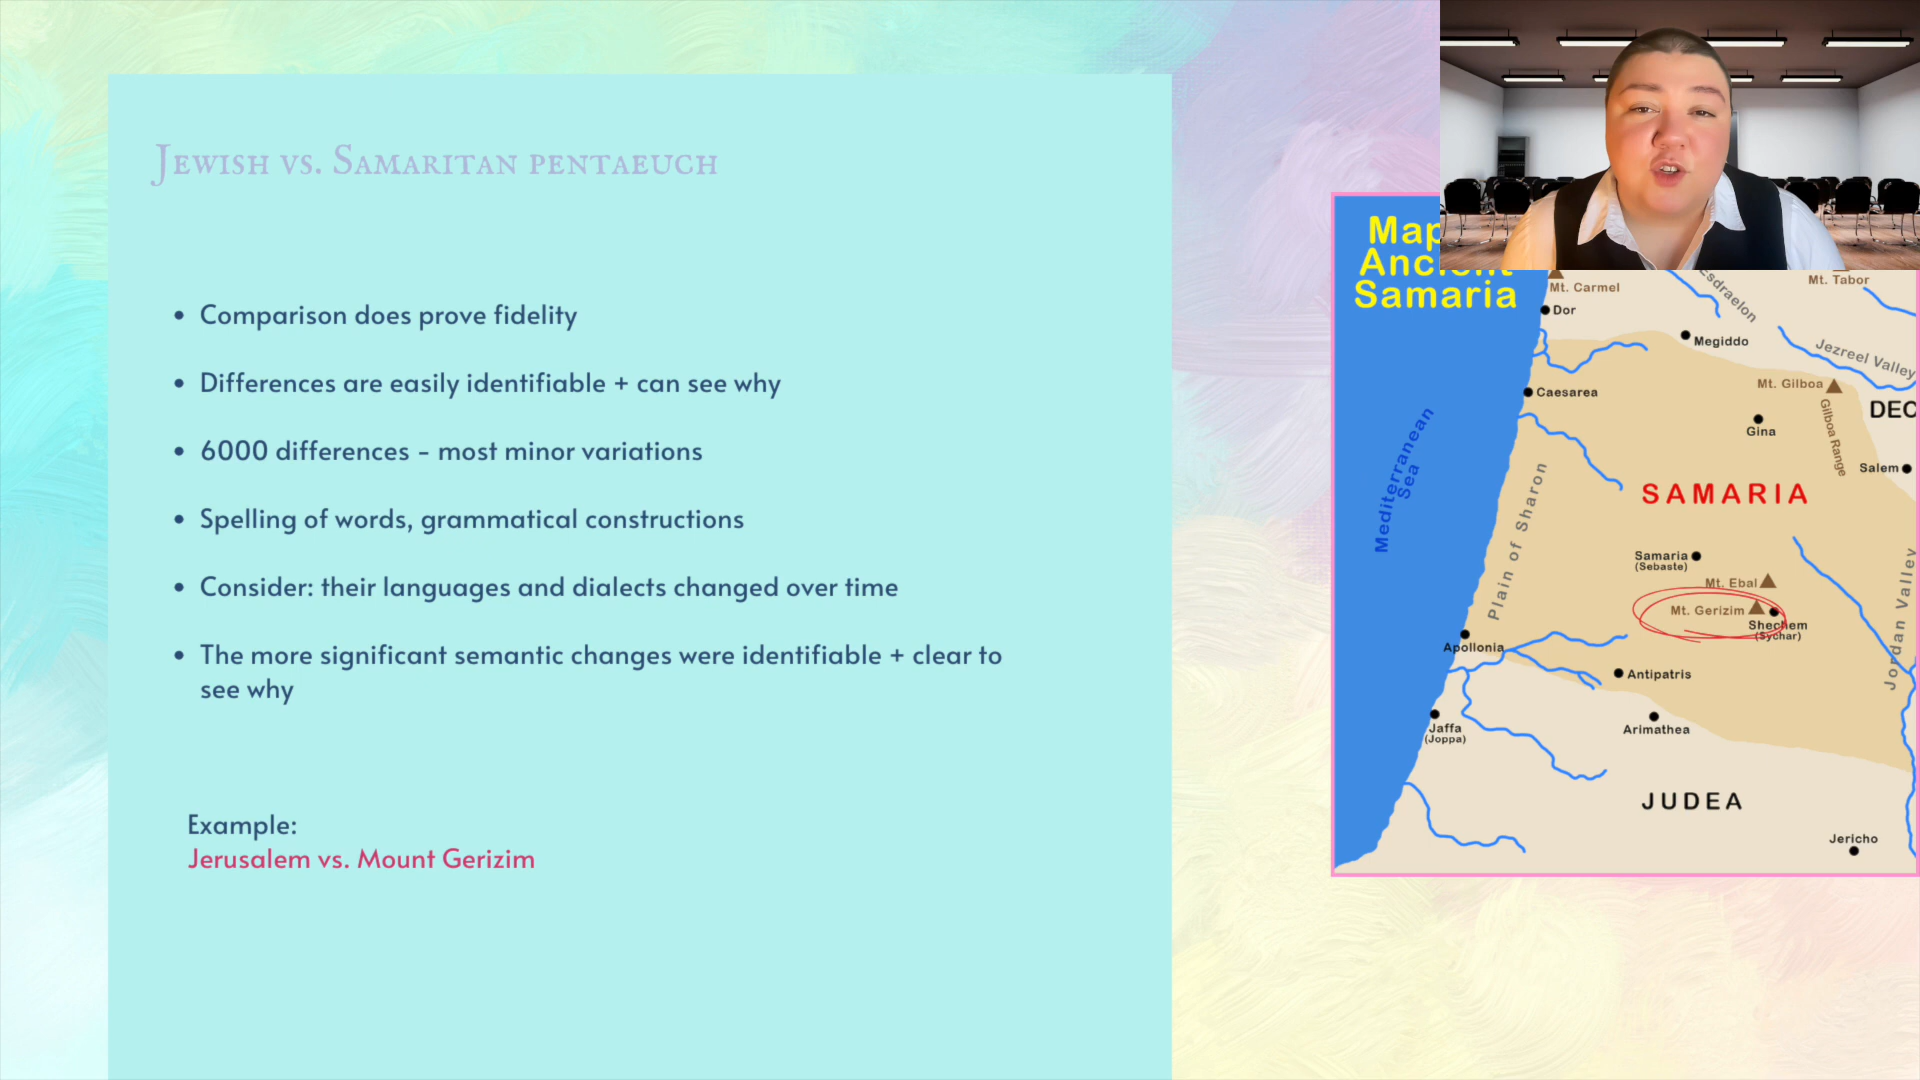 Jewish vs. Samaritan pentaeuch
Comparison does prove fidelity
Differences are easily identifiable + can see why
6000 differences - most minor variations
Spelling of words, grammatical constructions
Consider: their languages and dialects changed over time
The more significant semantic changes were identifiable + clear to
see why
Example:
Jerusalem vs. Mount Gerizim
Map
Ancient
Samaria
Mt. Carmel
Esdraelon
Mt. Tabor
Dor
Megiddo
Jezreel Valley
Caesarea
Mt. Gilboa
Gilboa Range
DEC
Gina
Salem
Mediterranean
Sea
Plain of Sharon
SAMARIA
Samaria
(Sebaste)
Mt. Ebal
Mt. Gerizim
Shechem
(Sychar)
Jordan Valley
Apollonia
Antipatris
Jaffa
(Joppa)
Arimathea
JUDEA
Jericho